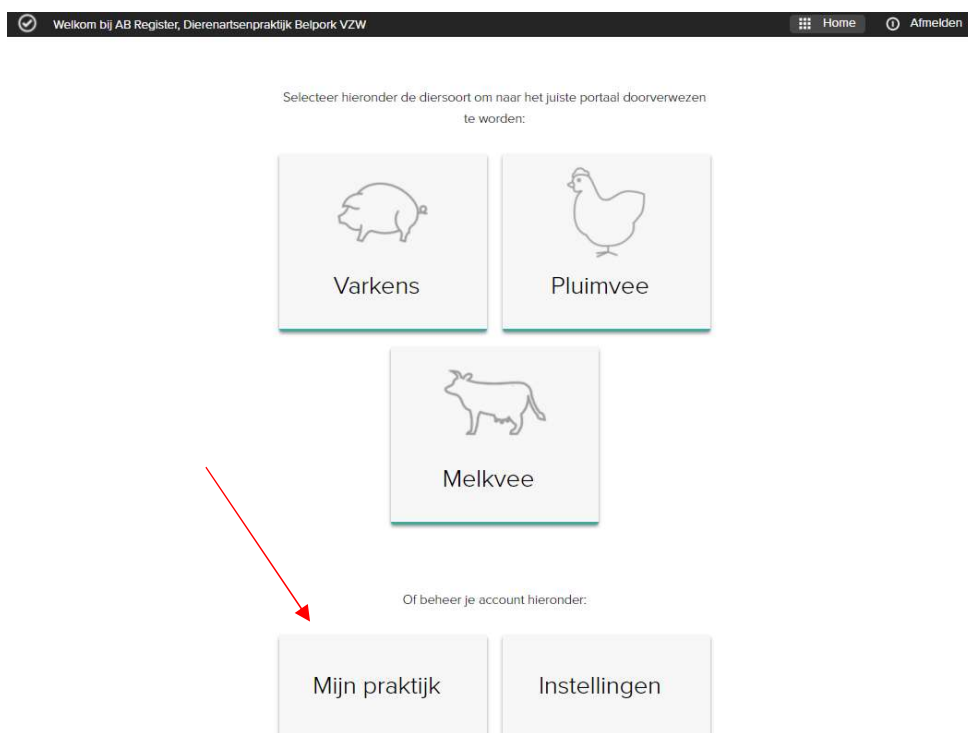 Welkom bij AB Register, Dierenartsenpraktijk Belpork VZW
Home
Afmelden
Selecteer hieronder de diersoort om naar het juiste portaal doorverwezen
te worden:
Varkens
Pluimvee
Melkvee
Of beheer je account hieronder:
Mijn praktijk
Instellingen